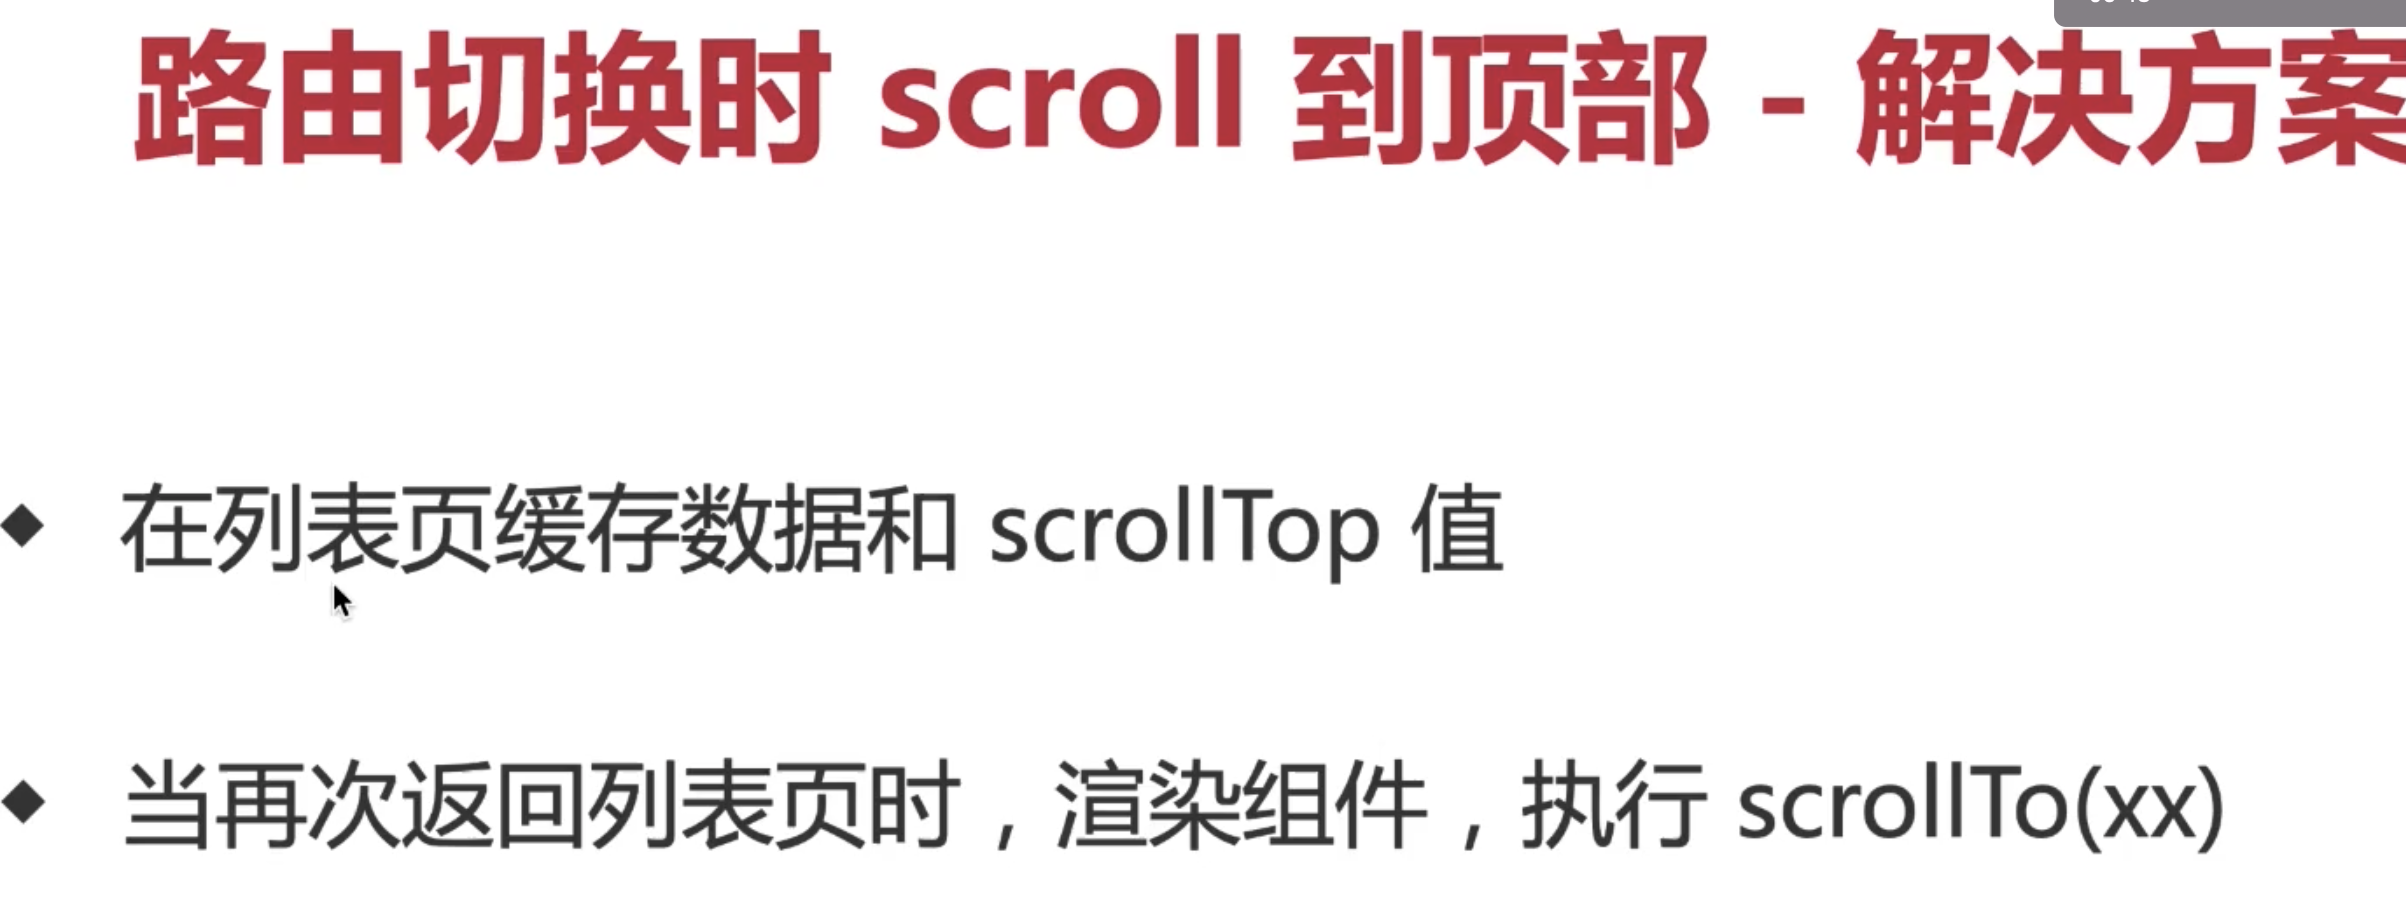 路由切换时 scroll 到顶部 - 解决方案
在列表页缓存数据和 scrollTop 值
当再次返回列表页时，渲染组件，执行 scrollTo(xx)